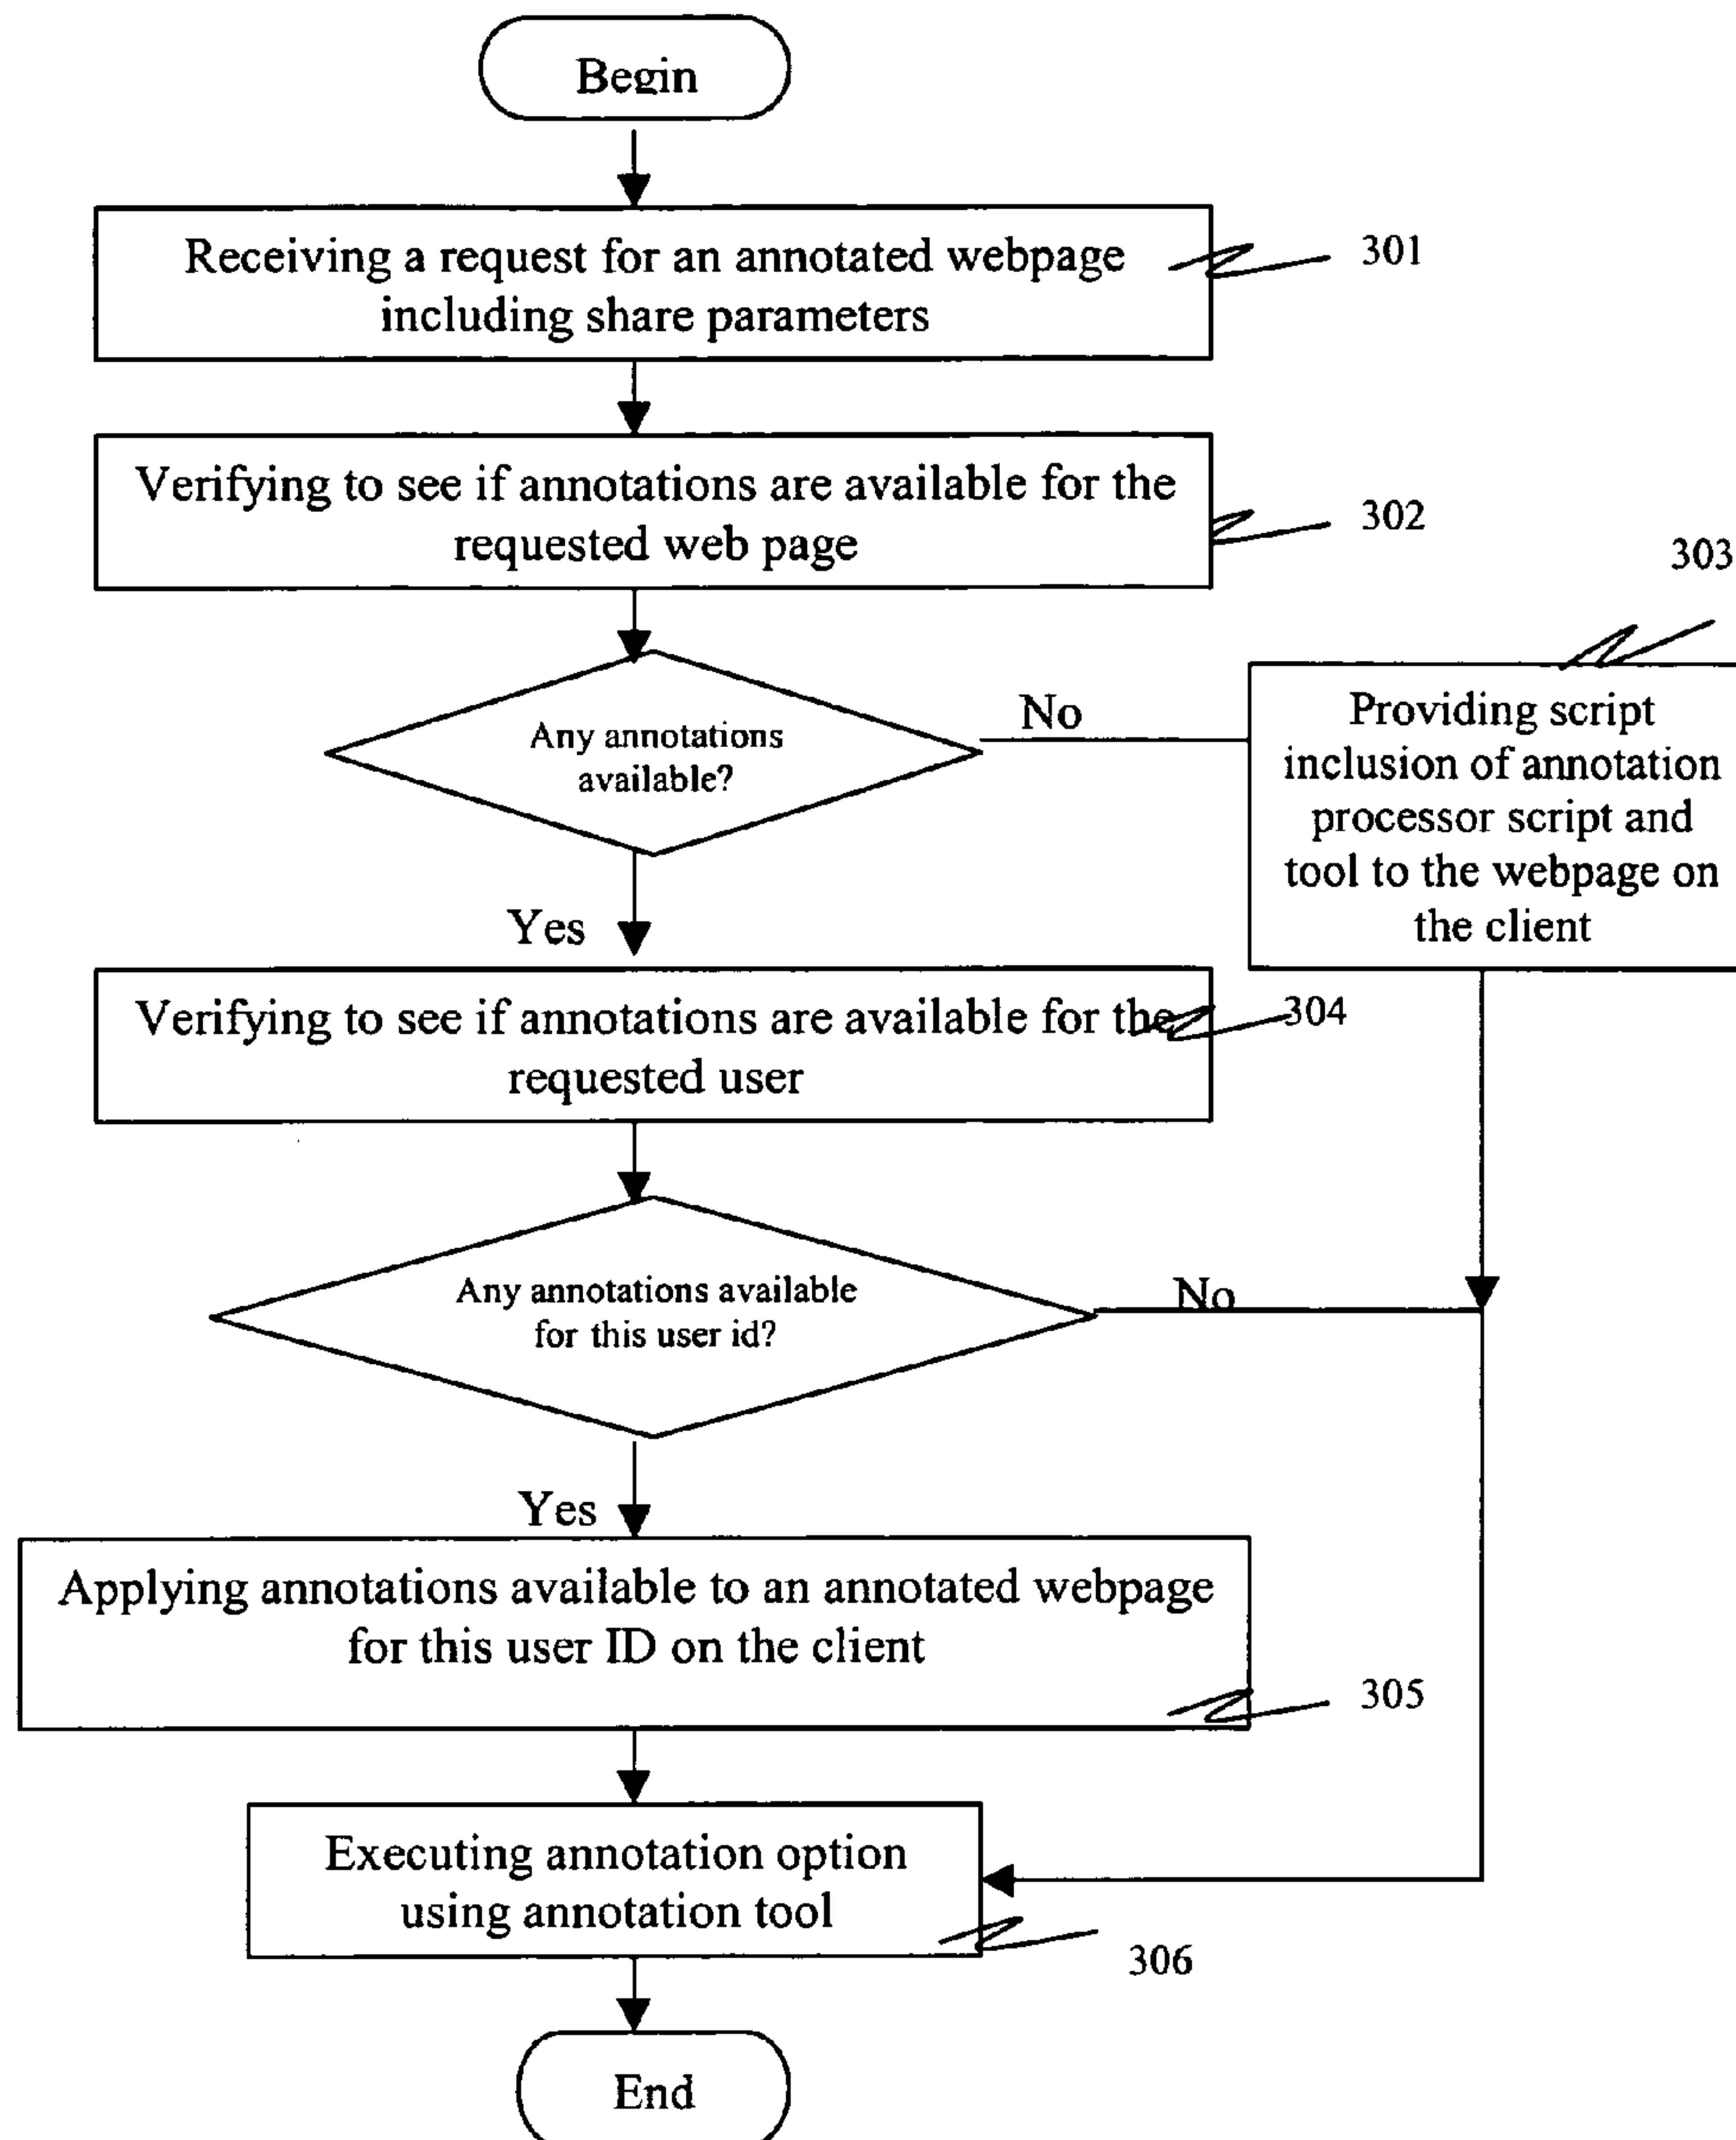 Begin
Receiving a request for an annotated webpage
including share parameters
301
Verifying to see if annotations are available for the
requested web page
302
303
Any annotations
available?
No
Providing script
inclusion of annotation
processor script and
tool to the webpage on
the client
Yes
Verifying to see if annotations are available for the
requested user
304
Any annotations available
for this user id?
No
Yes
Applying annotations available to an annotated webpage
for this user ID on the client
305
Executing annotation option
using annotation tool
306
End